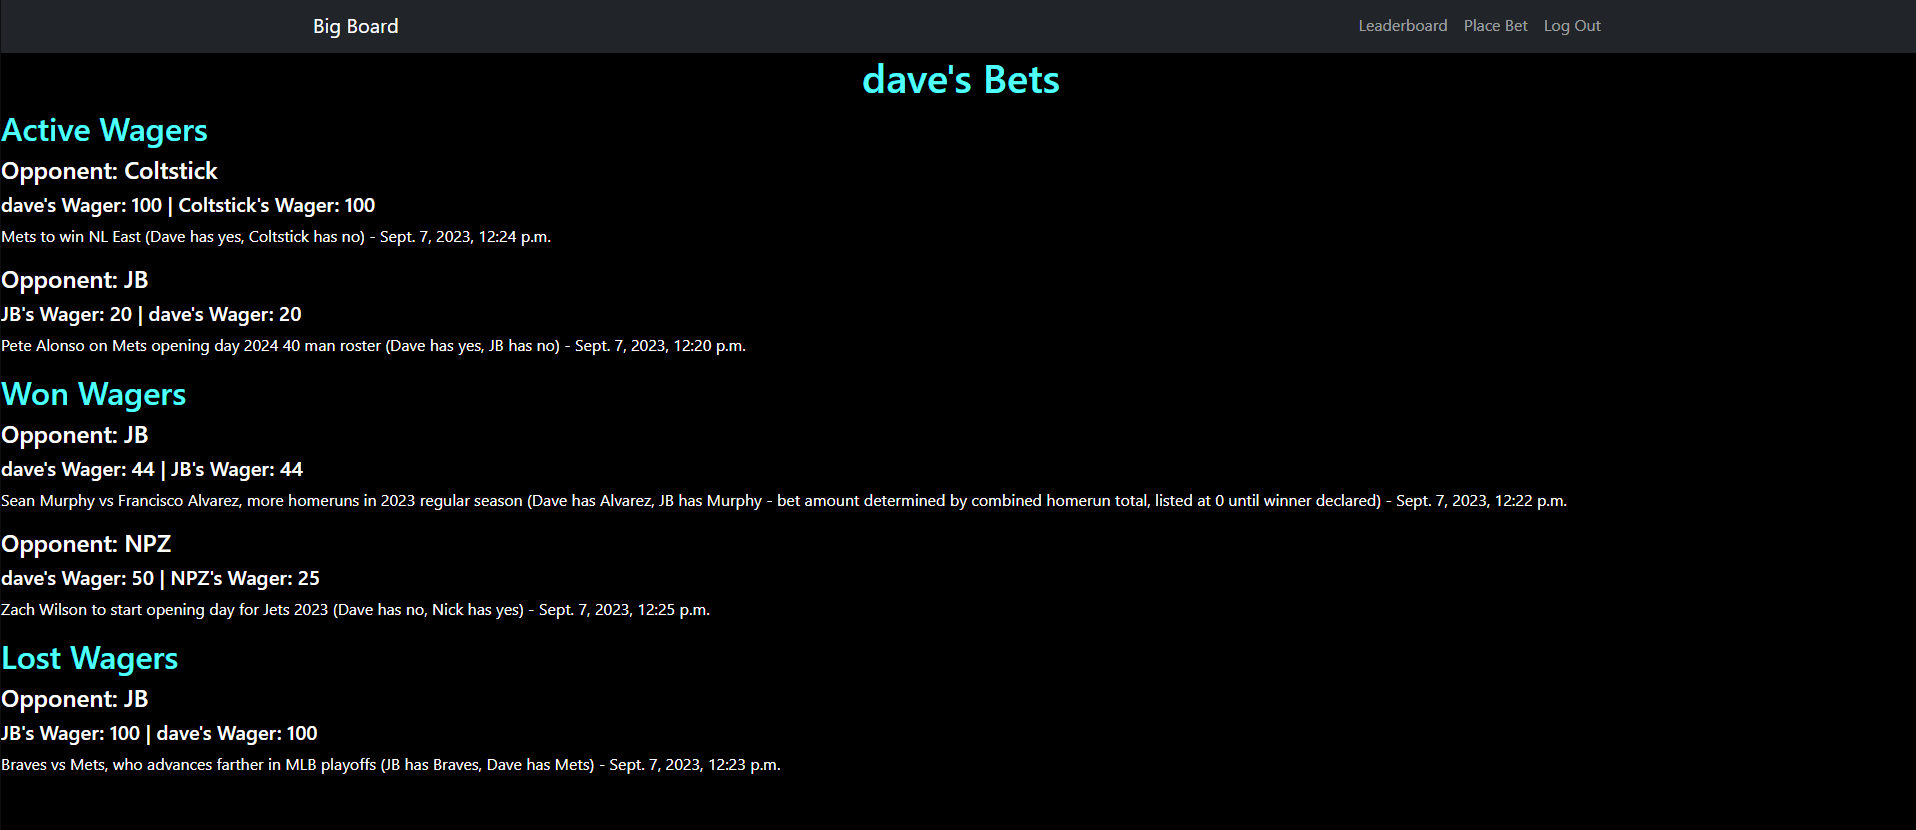 Big Board
Leaderboard Place Bet Log Out
dave's Bets
Active Wagers
Opponent: Coltstick
dave's Wager: 100 | Coltstick's Wager: 100
Mets to win NL East (Dave has yes, Coltstick has no) - Sept. 7, 2023, 12:24 p.m.
Opponent: JB
JB's Wager: 20 | dave's Wager: 20
Pete Alonso on Mets opening day 2024 40 man roster (Dave has yes, JB has no) - Sept. 7, 2023, 12:20 p.m.
Won Wagers
Opponent: JB
dave's Wager: 44 | JB's Wager: 44
Sean Murphy vs Francisco Alvarez, more homeruns in 2023 regular season (Dave has Alvarez, JB has Murphy - bet amount determined by combined homerun total, listed at 0 until winner declared) - Sept. 7, 2023, 12:22 p.m.
Opponent: NPZ
dave's Wager: 50 | NPZ's Wager: 25
Zach Wilson to start opening day for Jets 2023 (Dave has no, Nick has yes) - Sept. 7, 2023, 12:25 p.m.
Lost Wagers
Opponent: JB
JB's Wager: 100 | dave's Wager: 100
Braves vs Mets, who advances farther in MLB playoffs (JB has Braves, Dave has Mets) - Sept. 7, 2023, 12:23 p.m.